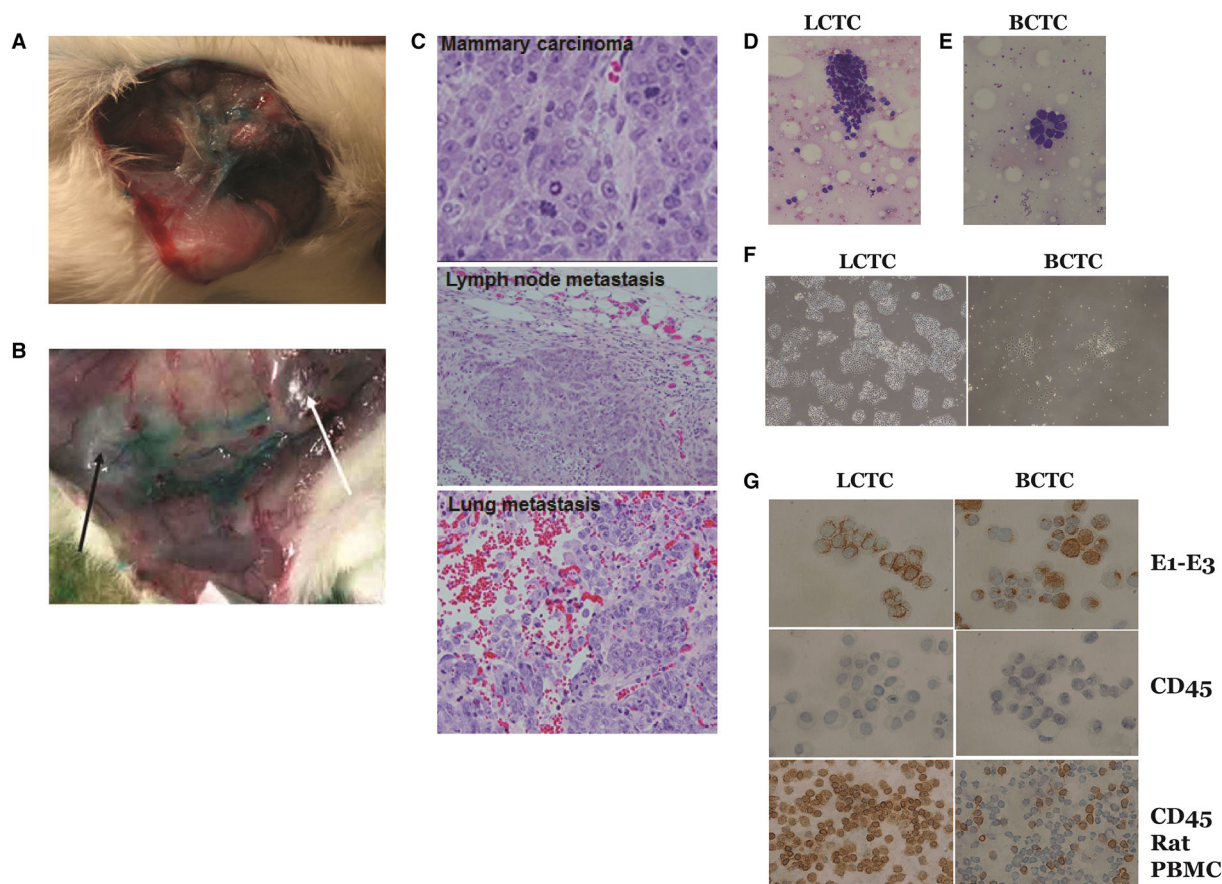 A
B
C
Mammary carcinoma
Lymph node metastasis
Lung metastasis
LCTC
BCTC
D
E
F
LCTC
BCTC
G
LCTC
BCTC
E1-E3
CD45
CD45
Rat
PBMC